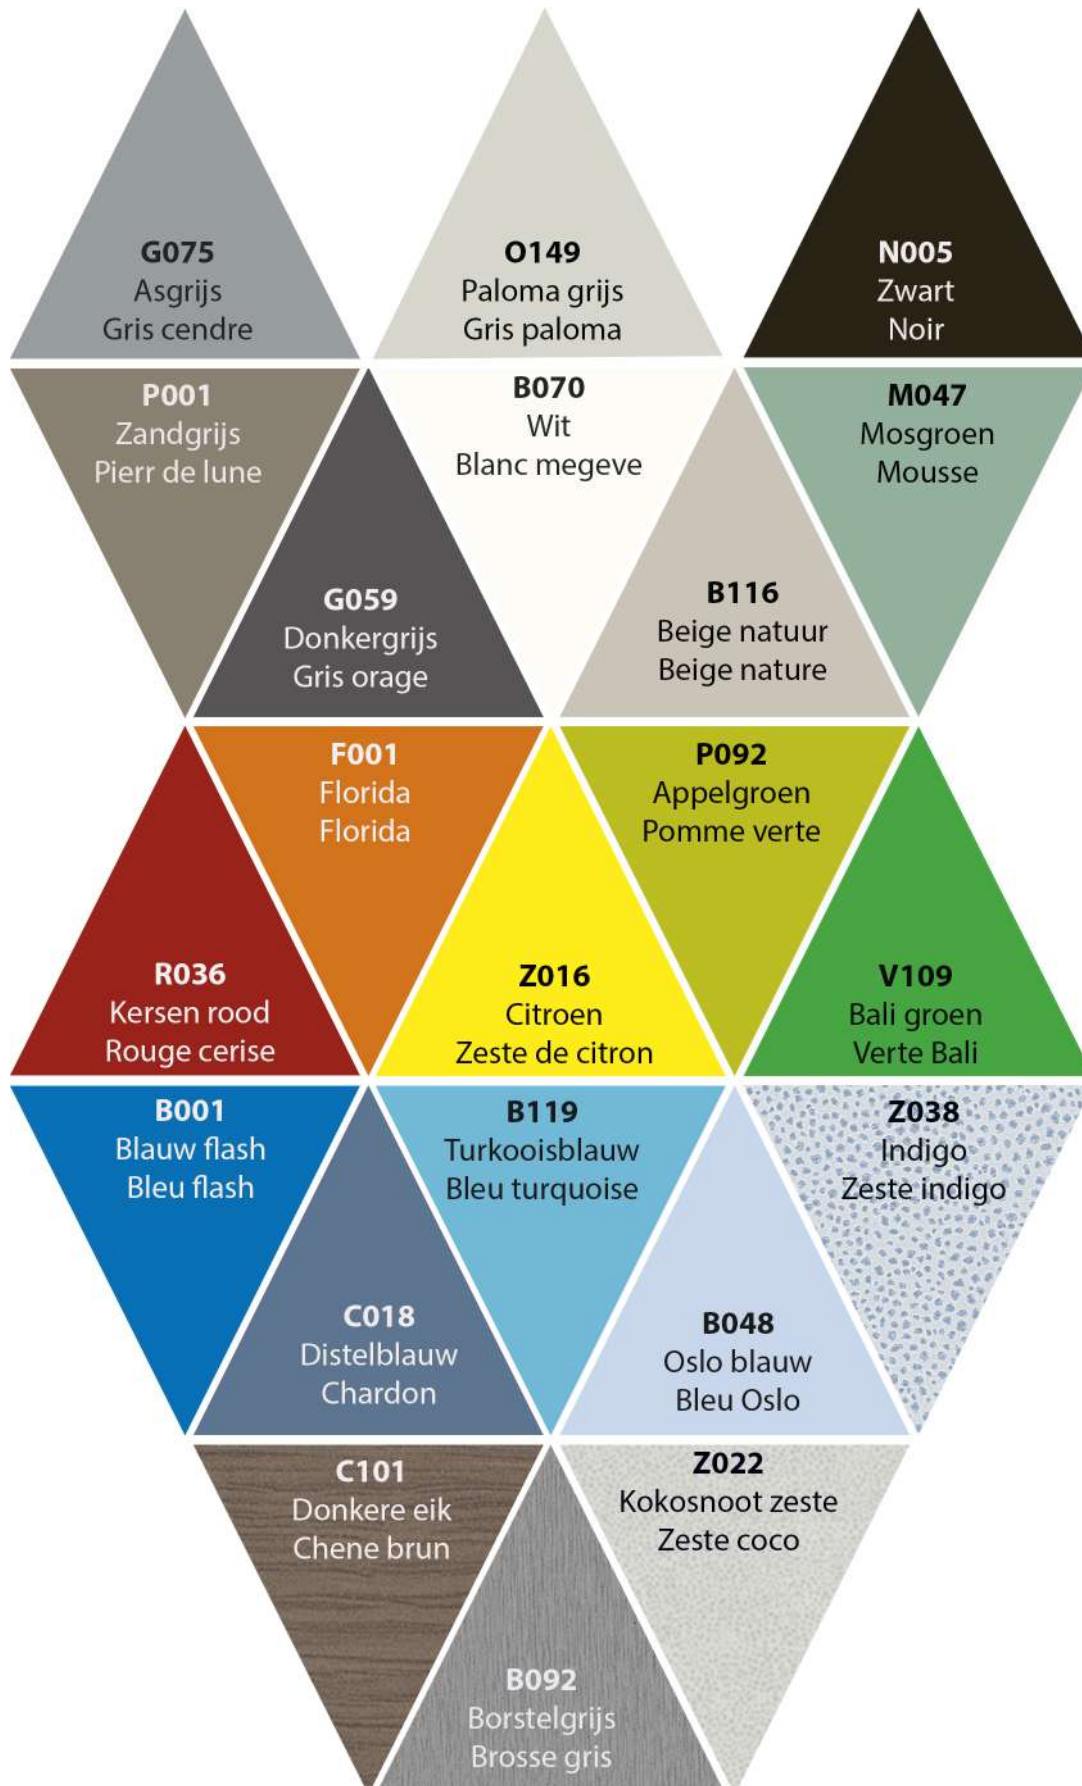 G075
Asgrijs
Gris cendre
O149
Paloma grijs
Gris paloma
N005
Zwart
Noir
P001
Zandgrijs
Pierr de lune
B070
Wit
Blanc megeve
M047
Mosgroen
Mousse
G059
Donkergrijs
Gris orage
B116
Beige natuur
Beige nature
F001
Florida
Florida
P092
Appelgroen
Pomme verte
R036
Kersen rood
Rouge cerise
Z016
Citroen
Zeste de citron
V109
Bali groen
Verte Bali
B001
Blauw flash
Bleu flash
B119
Turkooisblauw
Bleu turquoise
Z038
Indigo
Zeste indigo
C018
Distelblauw
Chardon
B048
Oslo blauw
Bleu Oslo
C101
Donkere eik
Chene brun
Z022
Kokosnoot zeste
Zeste coco
B092
Borstelgrijs
Brosse gris